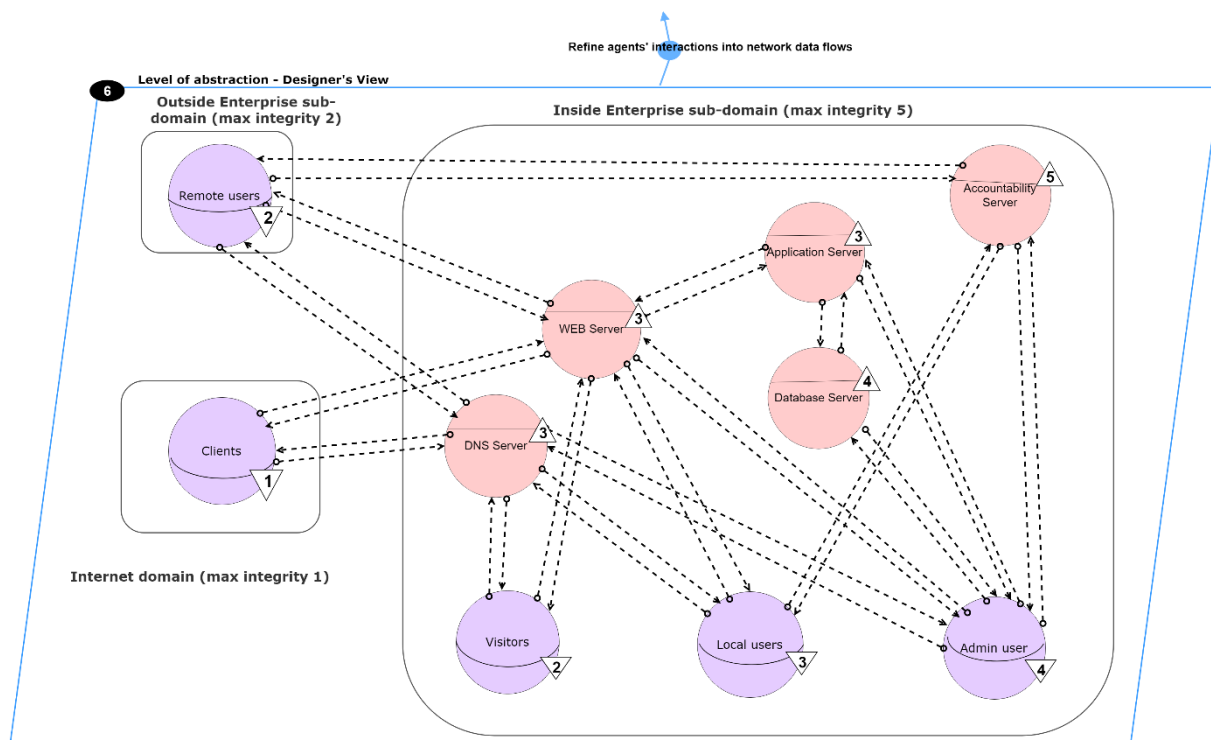 Refine agents' interactions into network data flows
6
Level of abstraction - Designer's View
Outside Enterprise sub-
domain (max integrity 2)
Inside Enterprise sub-domain (max integrity 5)
Remote users
2
Accountability
Server
5
Application Server
3
WEB Server
3
Database Server
4
DNS Server
3
Clients
1
Internet domain (max integrity 1)
Visitors
2
Local users
3
Admin user
4